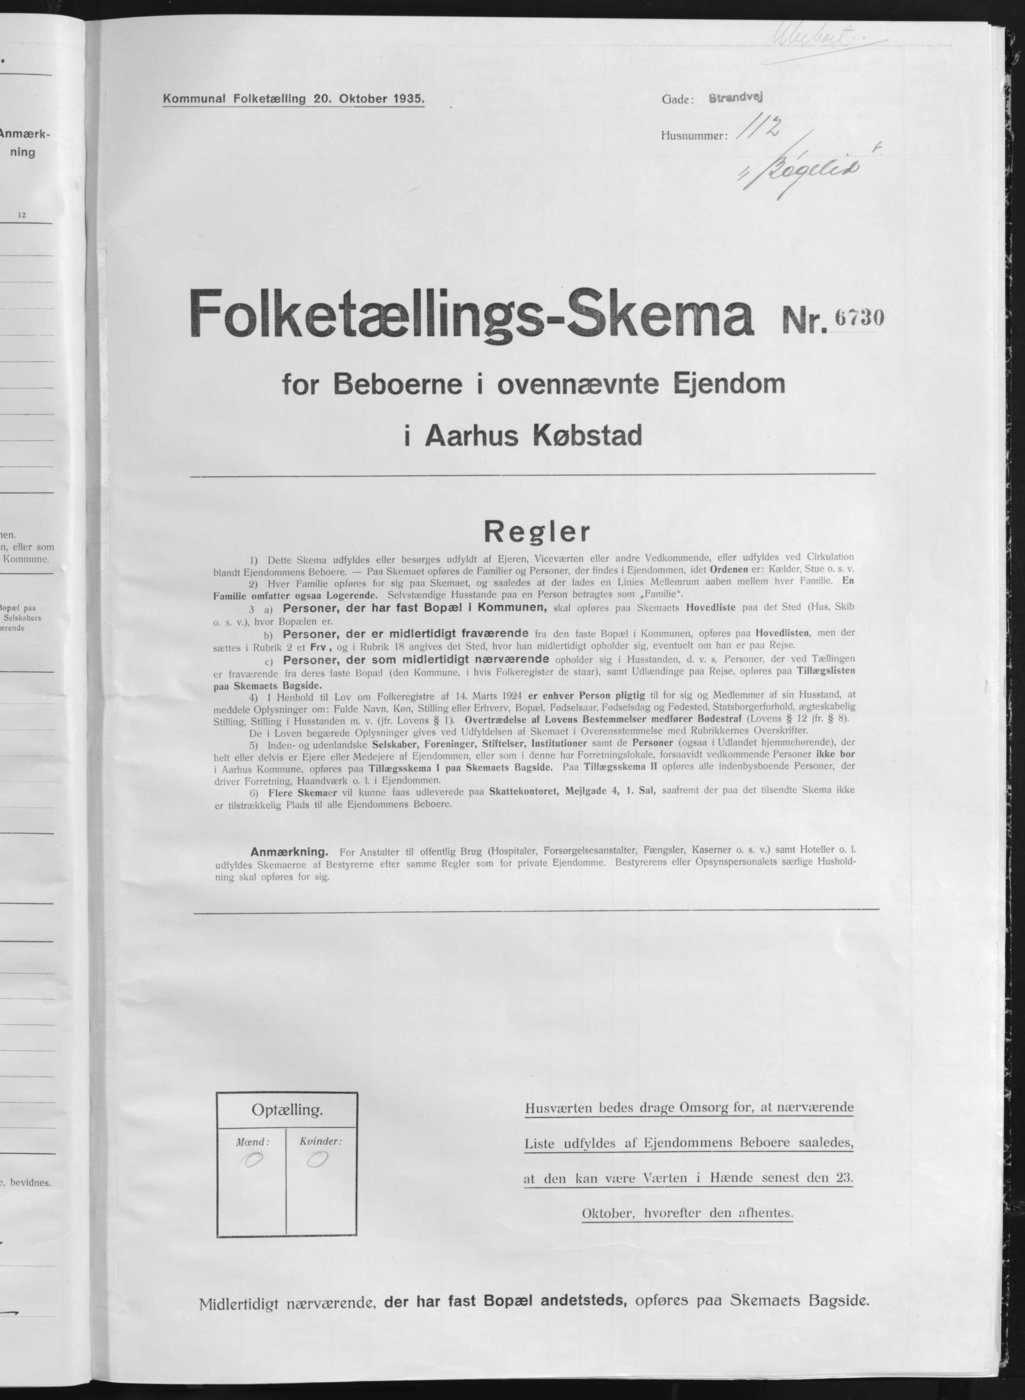 Anmærk-
ning
12
n, eller som
Kommune.
Bopæl paa
Selskabers
bevidnes.
Ubeboet.
Kommunal Folketælling 20. Oktober 1935.
Gade: Strandvej
Husnummer: 112
"Bøgelid"
Folketællings-Skema Nr. 6730
for Beboerne i ovennævnte Ejendom
i Aarhus Købstad
Regler
1) Dette Skema udfyldes eller besørges udfyldt af Ejeren, Viceværten eller andre Vedkommende, eller udfyldes ved Cirkulation
blandt Ejendommens Beboere. — Paa Skemaet opføres de Familier og Personer, der findes i Ejendommen, idet Ordenen er: Kælder, Stue o. s. v.
2) Hver Familie opføres for sig paa Skemaet, og saaledes at der lades en Linies Mellemrum aaben mellem hver Familie. En
Familie omfatter ogsaa Logerende. Selvstændige Husstande paa en Person betragtes som „Familie“.
3 a) Personer, der har fast Bopæl i Kommunen, skal opføres paa Skemaets Hovedliste paa det Sted (Hus, Skib
o. s. v.), hvor Bopælen er.
b) Personer, der er midlertidigt fraværende fra den faste Bopæl i Kommunen, opføres paa Hovedlisten, men der
sættes i Rubrik 2 et Frv., og i Rubrik 18 angives det Sted, hvor han midlertidigt opholder sig, eventuelt om han er paa Rejse.
c) Personer, der som midlertidigt nærværende opholder sig i Husstanden, d. v. s. Personer, der ved Tællingen
er fraværende fra deres faste Bopæl (den Kommune, i hvis Folkeregister de staar), samt Udlændinge paa Rejse, opføres paa Tillægslisten
paa Skemaets Bagside.
4) I Henhold til Lov om Folkeregistre af 14. Marts 1924 er enhver Person pligtig til for sig og Medlemmer af sin Husstand, at
meddele Oplysninger om: Fulde Navn, Køn, Stilling eller Erhverv, Bopæl, Fødselsaar, Fødselsdag og Fødested, Statsborgerforhold, ægteskabelig
Stilling, Stilling i Husstanden m. v. (jfr. Lovens § 1). Overtrædelse af Lovens Bestemmelser medfører Bødestraf (Lovens § 12 jfr. § 8).
De i Loven begærede Oplysninger gives ved Udfyldelsen af Skemaet i Overensstemmelse med Rubrikkernes Overskrifter.
5) Inden- og udenlandske Selskaber, Foreninger, Stiftelser, Institutioner samt de Personer (ogsaa i Udlandet hjemmehørende), der
helt eller delvis er Ejere eller Medejere af Ejendommen, eller som i denne har Forretningslokale, forsaavidt vedkommende Personer ikke bor
i Aarhus Kommune, opføres paa Tillægsskema I paa Skemaets Bagside. Paa Tillægsskema II opføres alle indenbysboende Personer, der
driver Forretning, Haandværk o. l. i Ejendommen.
6) Flere Skemaer vil kunne faas udleverede paa Skattekontoret, Mejlgade 4, 1. Sal, saafremt der paa det tilsendte Skema ikke
er tilstrækkelig Plads til alle Ejendommens Beboere.
Anmærkning. For Anstalter til offentlig Brug (Hospitaler, Forsørgelsesanstalter, Fængsler, Kaserner o. s. v.) samt Hoteller o. l.
udfyldes Skemaerne af Bestyrerne efter samme Regler som for private Ejendomme. Bestyrerens eller Opsynspersonalets særlige Hushold-
ning skal opføres for sig.
Optælling.
Mænd: Kvinder:
0 0
Husværten bedes drage Omsorg for, at nærværende
Liste udfyldes af Ejendommens Beboere saaledes,
at den kan være Værten i Hænde senest den 23.
Oktober, hvorefter den afhentes.
Midlertidigt nærværende, der har fast Bopæl andetsteds, opføres paa Skemaets Bagside.